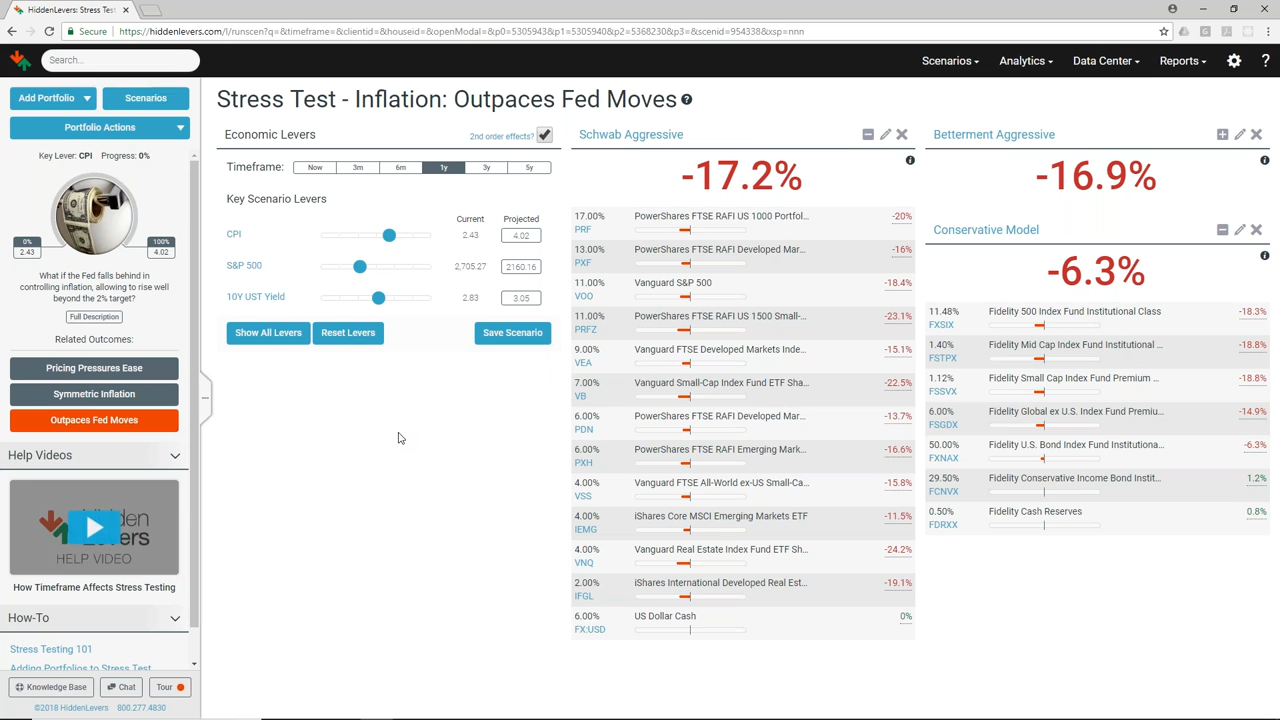 HiddenLevers: Stress Test
Secure
https://hiddenlevers.com/l/runscen?q=&timeframe=&clientid=&houseid=&openModal=&p0=5305943&p1=5305940&p2=5368230&p3=&scenid=954338&xsp=nnn
Search...
Scenarios
Analytics
Data Center
Reports
?
Add Portfolio
Scenarios
Portfolio Actions
Key Lever: CPI Progress: 0%
0%
2.43
100%
4.02
What if the Fed falls behind in
controlling inflation, allowing to rise well
beyond the 2% target?
Full Description
Related Outcomes:
Pricing Pressures Ease
Symmetric Inflation
Outpaces Fed Moves
Help Videos
Hidden
Levers
HELP VIDEO
How Timeframe Affects Stress Testing
How-To
Stress Testing 101
Adding Portfolios to Stress Test
Knowledge Base
Chat
Tour
©2018 HiddenLevers 800.277.4830
Stress Test - Inflation: Outpaces Fed Moves
Economic Levers
2nd order effects?
Timeframe:
Now 3m 6m 1y 3y 5y
Key Scenario Levers
Current Projected
CPI 2.43 4.02
S&P 500 2,705.27 2160.16
10Y UST Yield 2.83 3.05
Show All Levers
Reset Levers
Save Scenario
Schwab Aggressive
-17.2%
17.00% PowerShares FTSE RAFI US 1000 Portfol... -20%
PRF
13.00% PowerShares FTSE RAFI Developed Mar... -16%
PXF
11.00% Vanguard S&P 500 -18.4%
VOO
11.00% PowerShares FTSE RAFI US 1500 Small-... -23.1%
PRFZ
9.00% Vanguard FTSE Developed Markets Inde... -15.1%
VEA
7.00% Vanguard Small-Cap Index Fund ETF Sha... -22.5%
VB
6.00% PowerShares FTSE RAFI Developed Mar... -13.7%
PDN
6.00% PowerShares FTSE RAFI Emerging Mark... -16.6%
PXH
4.00% Vanguard FTSE All-World ex-US Small-Ca... -15.8%
VSS
4.00% iShares Core MSCI Emerging Markets ETF -11.5%
IEMG
4.00% Vanguard Real Estate Index Fund ETF Sh... -24.2%
VNQ
2.00% iShares International Developed Real Est... -19.1%
IFGL
6.00% US Dollar Cash 0%
FX:USD
Betterment Aggressive
-16.9%
Conservative Model
-6.3%
11.48% Fidelity 500 Index Fund Institutional Class -18.3%
FXSIX
1.40% Fidelity Mid Cap Index Fund Institutional ... -18.8%
FSTPX
1.12% Fidelity Small Cap Index Fund Premium ... -18.8%
FSSVX
6.00% Fidelity Global ex U.S. Index Fund Premiu... -14.9%
FSGDX
50.00% Fidelity U.S. Bond Index Fund Institutiona... -6.3%
FXNAX
29.50% Fidelity Conservative Income Bond Instit... 1.2%
FCNVX
0.50% Fidelity Cash Reserves 0.8%
FDRXX